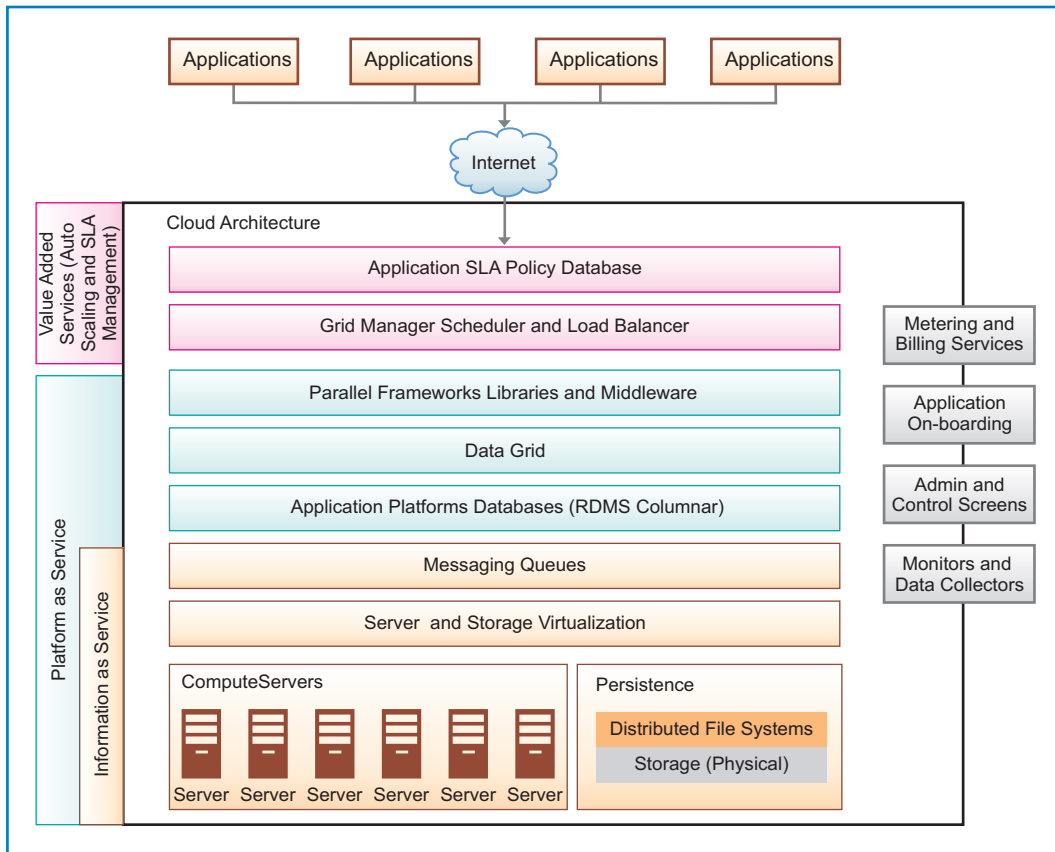 Applications
Applications
Applications
Applications
Internet
Cloud Architecture
Value Added
Services (Auto
Scaling and SLA
Management)
Application SLA Policy Database
Grid Manager Scheduler and Load Balancer
Parallel Frameworks Libraries and Middleware
Data Grid
Application Platforms Databases (RDMS Columnar)
Messaging Queues
Server and Storage Virtualization
Platform as Service
Information as Service
ComputeServers
Server
Server
Server
Server
Server
Server
Persistence
Distributed File Systems
Storage (Physical)
Metering and
Billing Services
Application
On-boarding
Admin and
Control Screens
Monitors and
Data Collectors